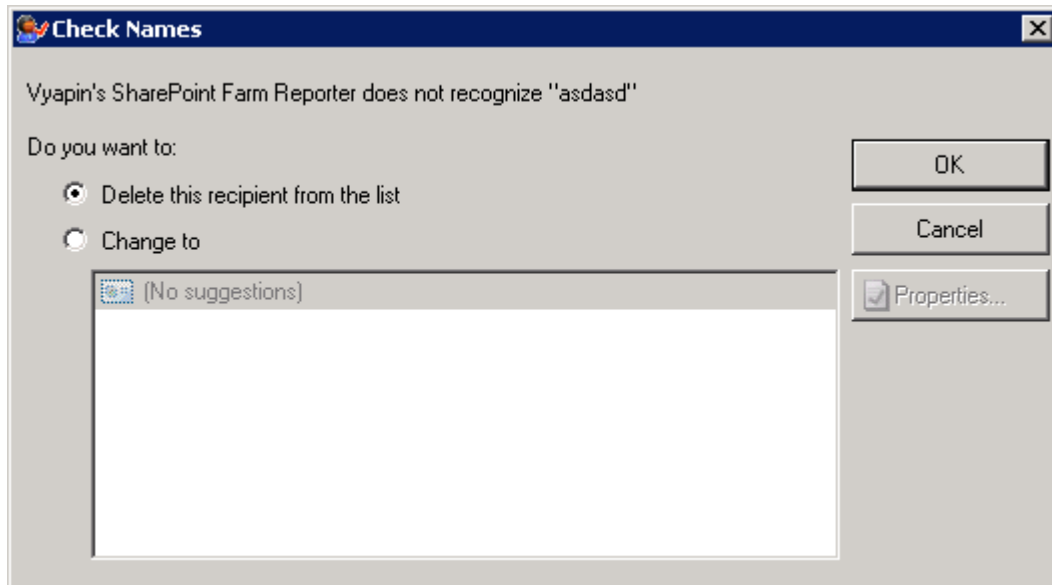 Check Names
Vyapin's SharePoint Farm Reporter does not recognize "asdasd"
Do you want to:
Delete this recipient from the list
Change to
(No suggestions)
OK
Cancel
Properties...